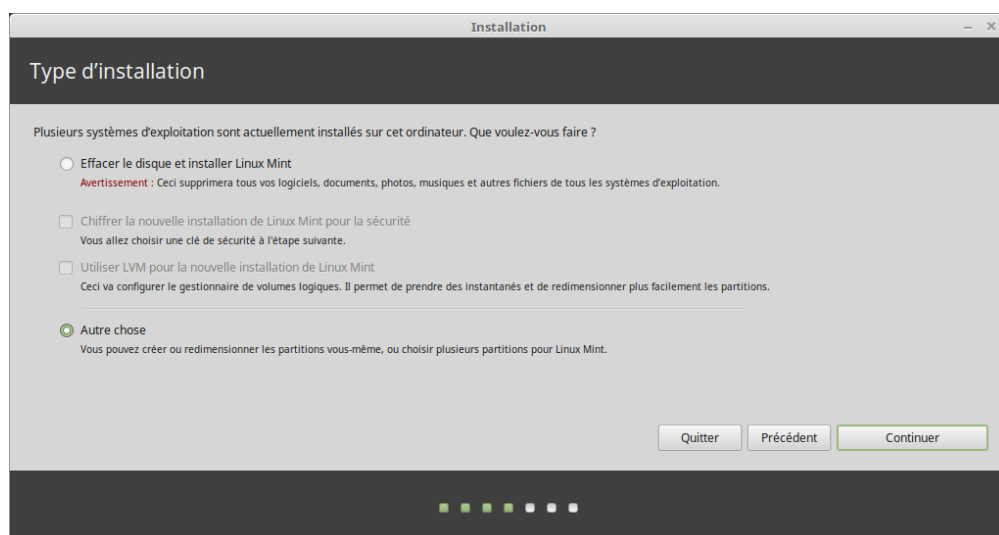 Installation
Type d'installation
Plusieurs systèmes d'exploitation sont actuellement installés sur cet ordinateur. Que voulez-vous faire ?
Effacer le disque et installer Linux Mint
Avertissement : Ceci supprimera tous vos logiciels, documents, photos, musiques et autres fichiers de tous les systèmes d'exploitation.
Chiffrer la nouvelle installation de Linux Mint pour la sécurité
Vous allez choisir une clé de sécurité à l'étape suivante.
Utiliser LVM pour la nouvelle installation de Linux Mint
Ceci va configurer le gestionnaire de volumes logiques. Il permet de prendre des instantanés et de redimensionner plus facilement les partitions.
Autre chose
Vous pouvez créer ou redimensionner les partitions vous-même, ou choisir plusieurs partitions pour Linux Mint.
Quitter Précédent Continuer